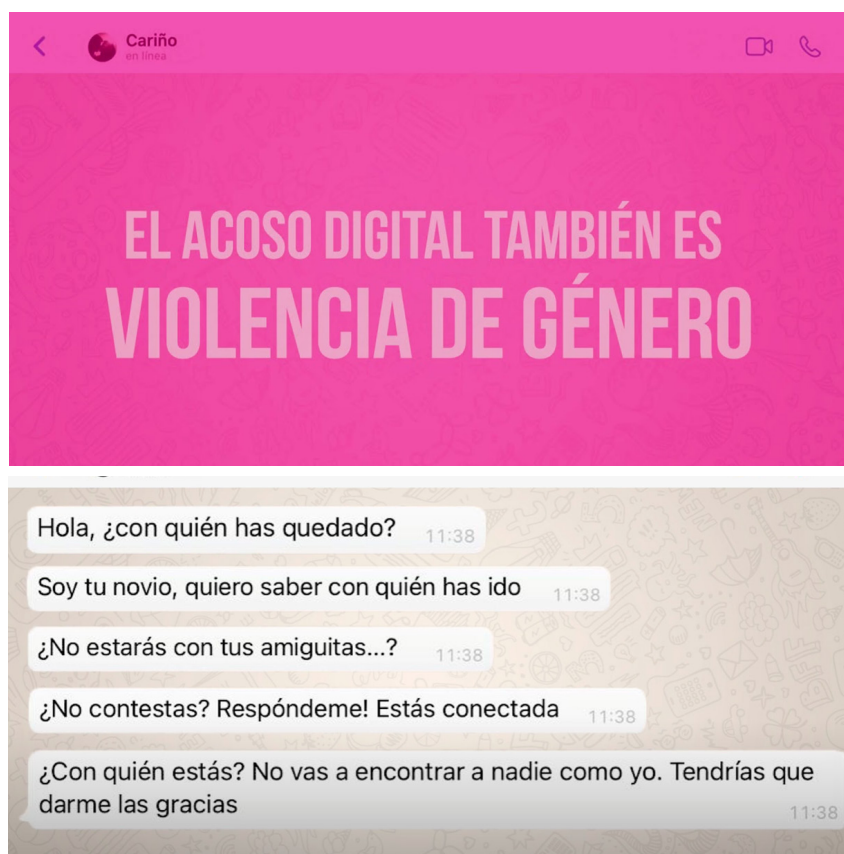 Cariño
en línea
EL ACOSO DIGITAL TAMBIÉN ES
VIOLENCIA DE GÉNERO
Hola, ¿con quién has quedado? 11:38
Soy tu novio, quiero saber con quién has ido 11:38
¿No estarás con tus amiguitas...? 11:38
¿No contestas? Respóndeme! Estás conectada 11:38
¿Con quién estás? No vas a encontrar a nadie como yo. Tendrías que
darme las gracias 11:38